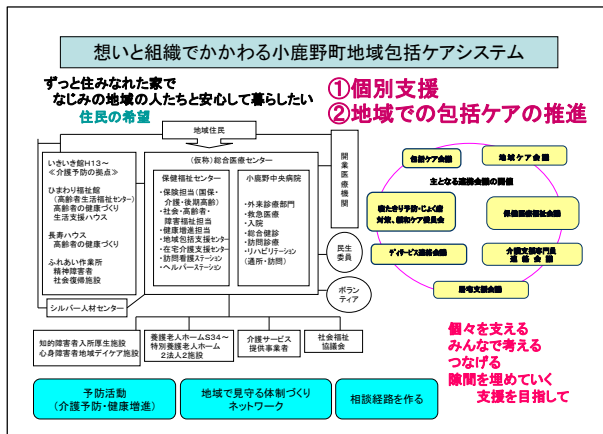 想いと組織でかかわる小鹿野町地域包括ケアシステム
ずっと住みなれた家で
なじみの地域の人たちと安心して暮らしたい
住民の希望
①個別支援
②地域での包括ケアの推進
地域住民
いきいき館H13～
≪介護予防の拠点≫
ひまわり福祉館
(高齢者生活福祉センター)
高齢者の健康づくり
生活支援ハウス
長寿ハウス
高齢者の健康づくり
ふれあい作業所
精神障害者
社会復帰施設
(仮称)総合医療センター
保健福祉センター
・保険担当(国保・
介護・後期高齢)
・社会・高齢者・
障害福祉担当
・健康増進担当
・地域包括支援センター
・在宅介護支援センター
・訪問看護ステーション
・ヘルパーステーション
小鹿野中央病院
・外来診療部門
・救急医療
・入院
・総合健診
・訪問診療
・リハビリテーション
(通所・訪問)
開業医療機関
民生
委員
ボラン
ティア
シルバー人材センター
知的障害者入所厚生施設
心身障害者地域デイケア施設
養護老人ホームS34～
特別養護老人ホーム
2法人2施設
介護サービス
提供事業者
社会福祉
協議会
包括ケア会議
地域ケア会議
主となる連携会議の開催
寝たきり予防・じょく瘡
対策、緩和ケア委員会
保健医療福祉会議
デイサービス連絡会議
介護支援専門員
連絡会議
居宅支援会議
個々を支える
みんなで考える
つなげる
隙間を埋めていく
支援を目指して
予防活動
(介護予防・健康増進)
地域で見守る体制づくり
ネットワーク
相談経路を作る